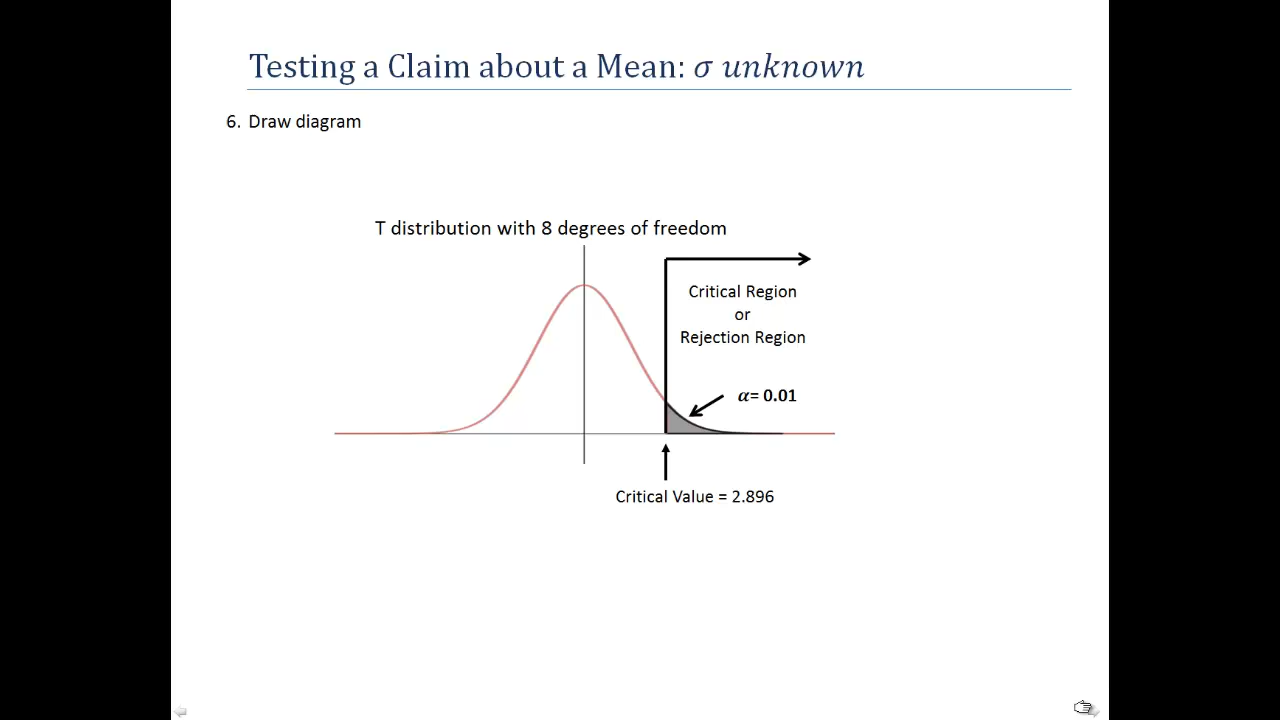 Testing a Claim about a Mean: σ unknown
6. Draw diagram
T distribution with 8 degrees of freedom
Critical Region
or
Rejection Region
α= 0.01
Critical Value = 2.896